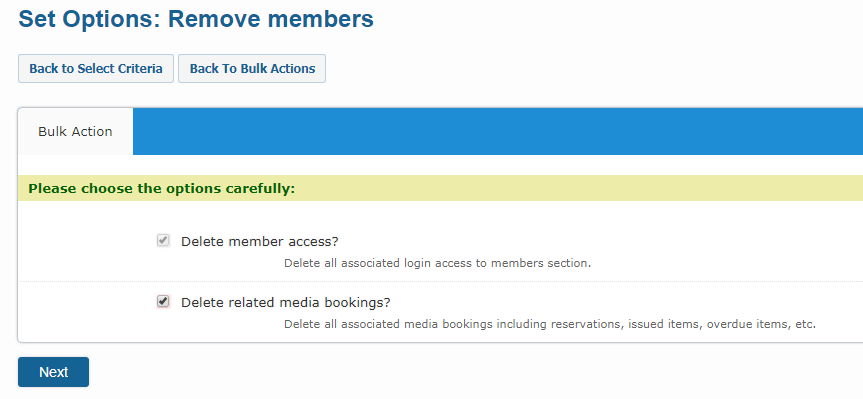 Set Options: Remove members
Back to Select Criteria Back To Bulk Actions
Bulk Action
Please choose the options carefully:
Delete member access?
Delete all associated login access to members section.
Delete related media bookings?
Delete all associated media bookings including reservations, issued items, overdue items, etc.
Next